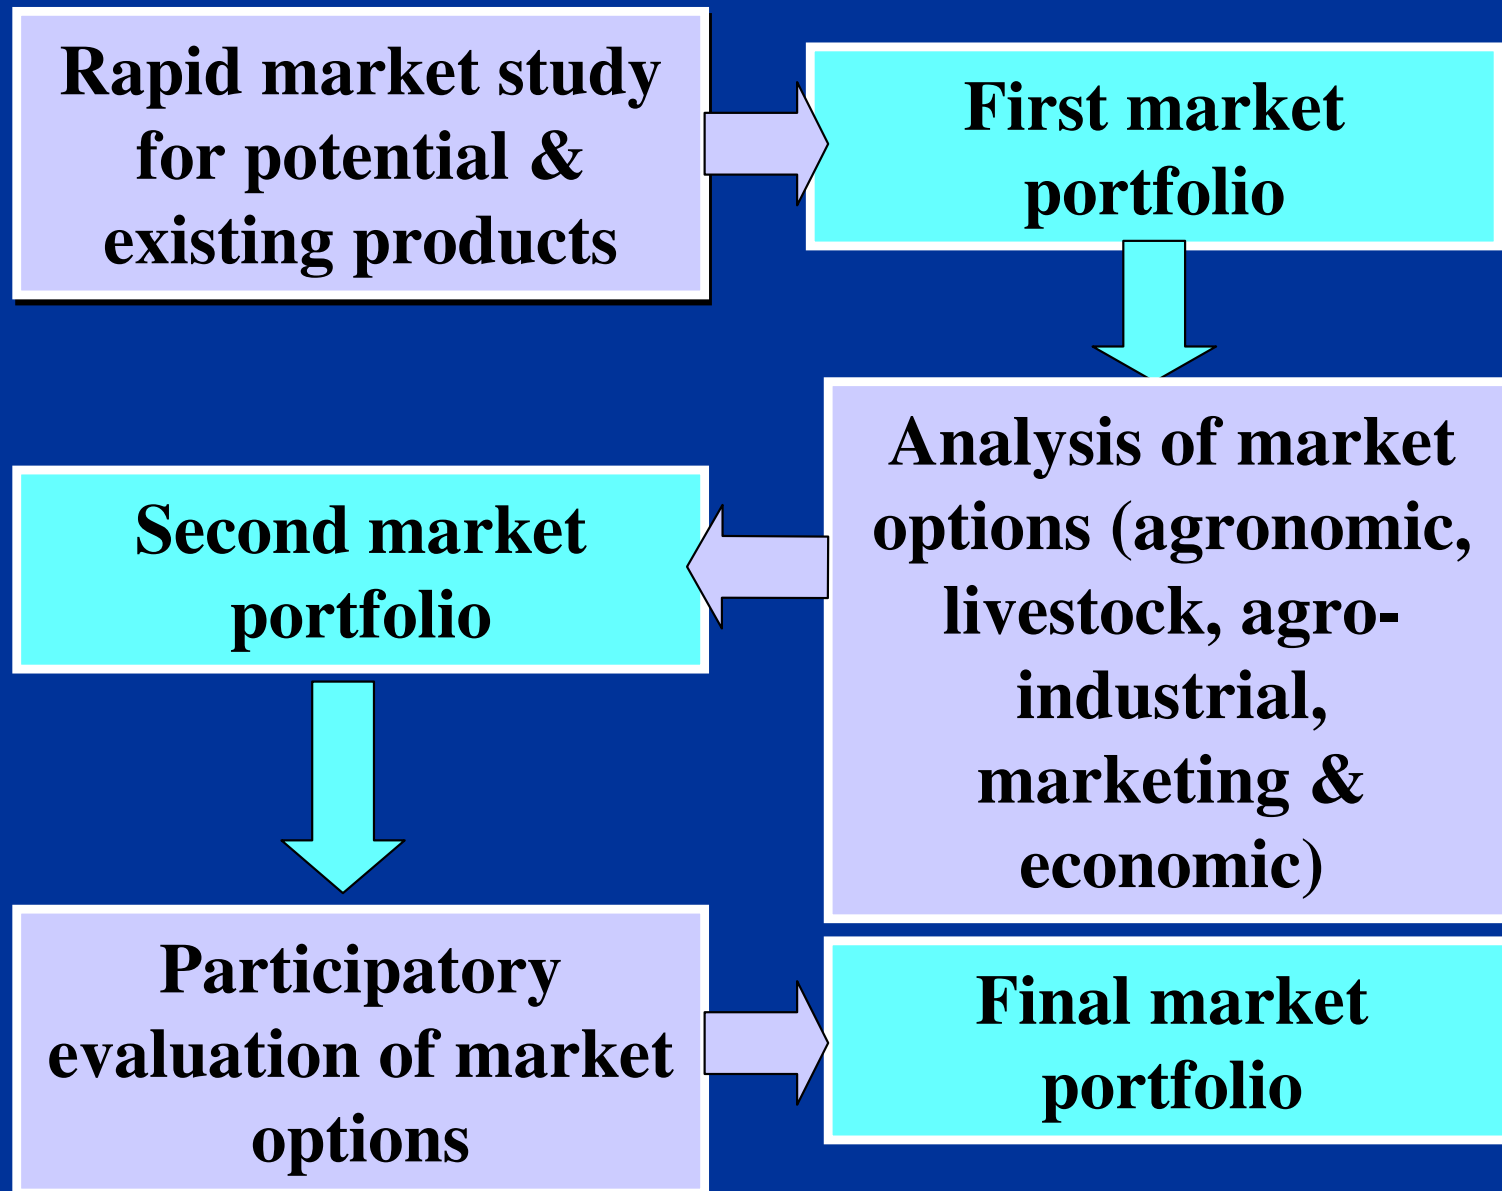 Rapid market study
for potential &
existing products
First market
portfolio
Analysis of market
options (agronomic,
livestock, agro-
industrial,
marketing &
economic)
Second market
portfolio
Participatory
evaluation of market
options
Final market
portfolio